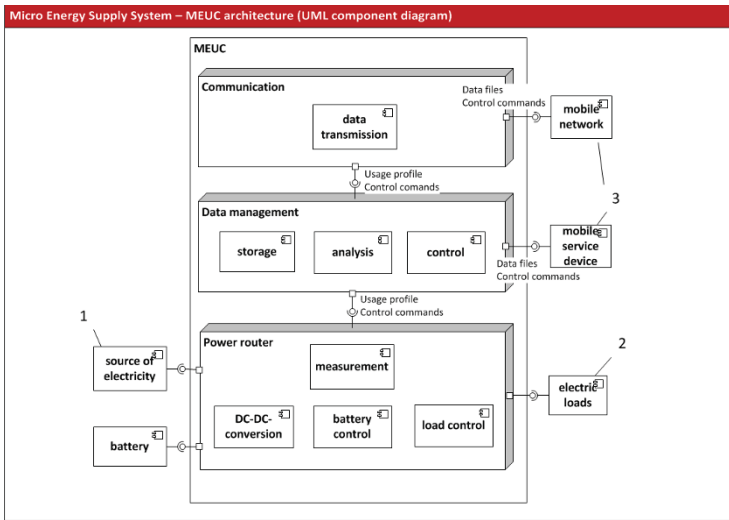 Micro Energy Supply System – MEUC architecture (UML component diagram)
MEUC
Communication
data
transmission
Data files
Control commands
mobile
network
Usage profile
Control comands
3
Data management
storage
analysis
control
mobile
service
device
Data files
Control commands
Usage profile
Control commands
1
Power router
measurement
2
source of
electricity
electric
loads
DC-DC-
conversion
battery
control
load control
battery